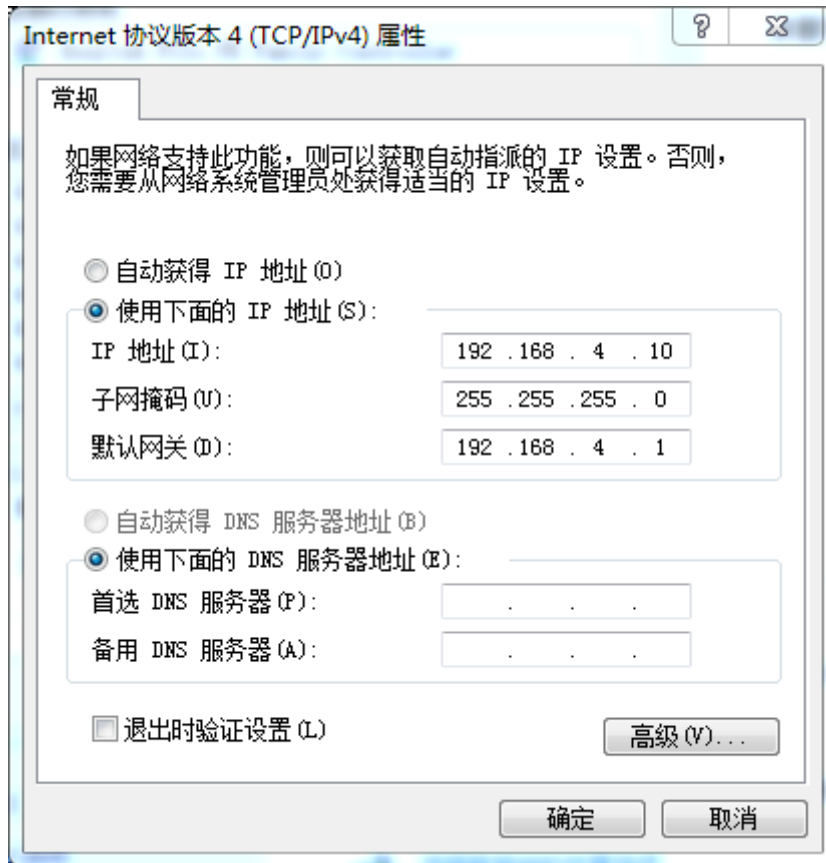 Internet 协议版本 4 (TCP/IPv4) 属性
常规
如果网络支持此功能，则可以获取自动指派的 IP 设置。否则，
您需要从网络系统管理员处获得适当的 IP 设置。
自动获得 IP 地址(O)
使用下面的 IP 地址(S):
IP 地址(I): 192 .168 . 4 . 10
子网掩码(U): 255 .255 .255 . 0
默认网关(D): 192 .168 . 4 . 1
自动获得 DNS 服务器地址(B)
使用下面的 DNS 服务器地址(E):
首选 DNS 服务器(P): . . .
备用 DNS 服务器(A): . . .
退出时验证设置(L)
高级(V)...
确定 取消